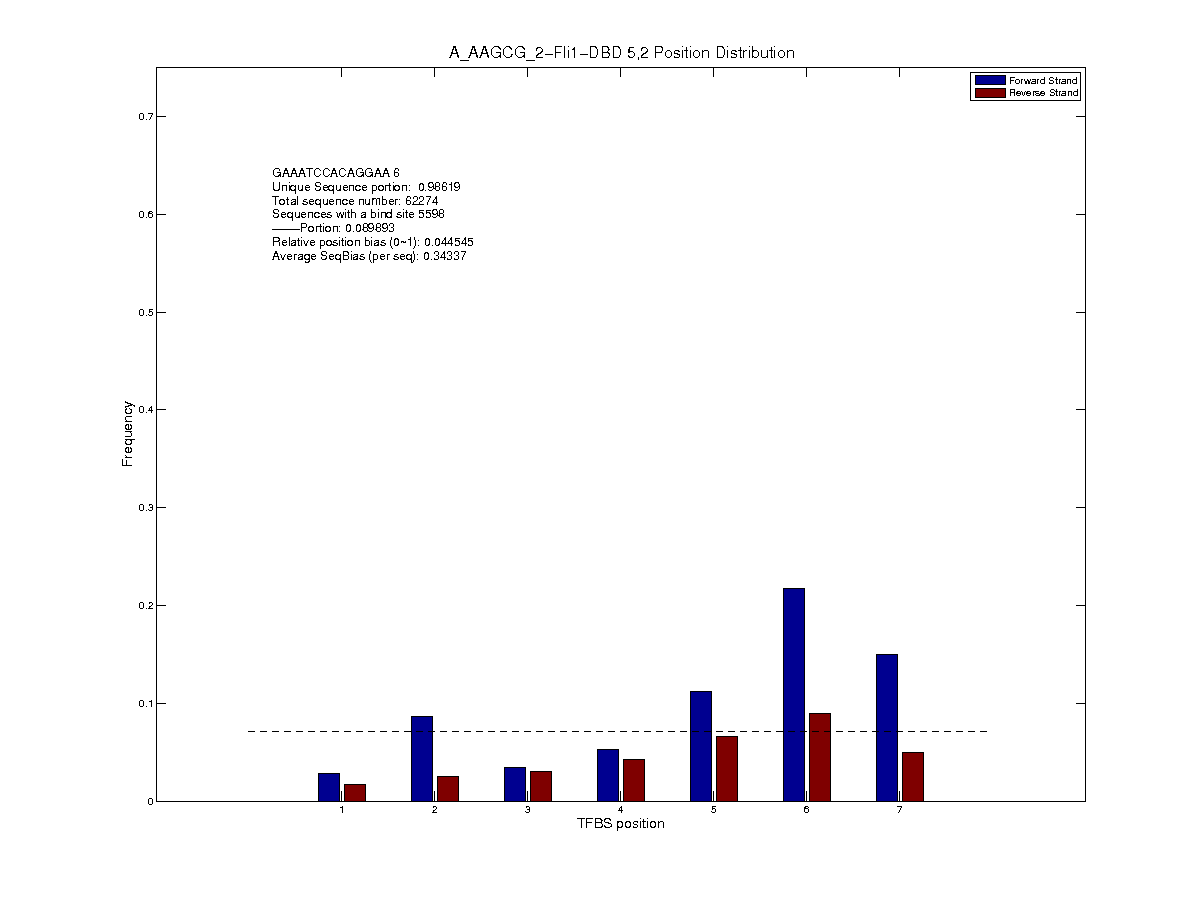 A_AAGCG_2-Fli1-DBD 5,2 Position Distribution
Forward Strand
Reverse Strand
GAAATCCACAGGAA 6
Unique Sequence portion: 0.98619
Total sequence number: 62274
Sequences with a bind site 5598
——Portion: 0.089893
Relative position bias (0~1): 0.044545
Average SeqBias (per seq): 0.34337
0.7
0.6
0.5
0.4
0.3
0.2
0.1
0
Frequency
1 2 3 4 5 6 7
TFBS position